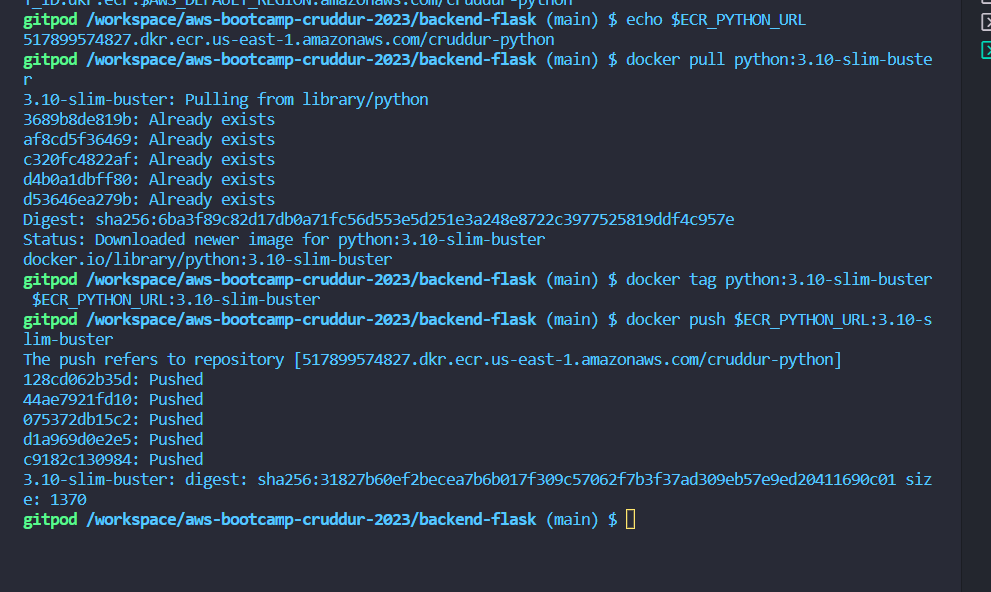 T_ID.dkr.ecr.$AWS_DEFAULT_REGION.amazonaws.com/cruddur-python
gitpod /workspace/aws-bootcamp-cruddur-2023/backend-flask (main) $ echo $ECR_PYTHON_URL
517899574827.dkr.ecr.us-east-1.amazonaws.com/cruddur-python
gitpod /workspace/aws-bootcamp-cruddur-2023/backend-flask (main) $ docker pull python:3.10-slim-buste
r
3.10-slim-buster: Pulling from library/python
3689b8de819b: Already exists
af8cd5f36469: Already exists
c320fc4822af: Already exists
d4b0a1dbff80: Already exists
d53646ea279b: Already exists
Digest: sha256:6ba3f89c82d17db0a71fc56d553e5d251e3a248e8722c3977525819ddf4c957e
Status: Downloaded newer image for python:3.10-slim-buster
docker.io/library/python:3.10-slim-buster
gitpod /workspace/aws-bootcamp-cruddur-2023/backend-flask (main) $ docker tag python:3.10-slim-buster
$ECR_PYTHON_URL:3.10-slim-buster
gitpod /workspace/aws-bootcamp-cruddur-2023/backend-flask (main) $ docker push $ECR_PYTHON_URL:3.10-s
lim-buster
The push refers to repository [517899574827.dkr.ecr.us-east-1.amazonaws.com/cruddur-python]
128cd062b35d: Pushed
44ae7921fd10: Pushed
075372db15c2: Pushed
d1a969d0e2e5: Pushed
c9182c130984: Pushed
3.10-slim-buster: digest: sha256:31827b60ef2becea7b6b017f309c57062f7b3f37ad309eb57e9ed20411690c01 siz
e: 1370
gitpod /workspace/aws-bootcamp-cruddur-2023/backend-flask (main) $